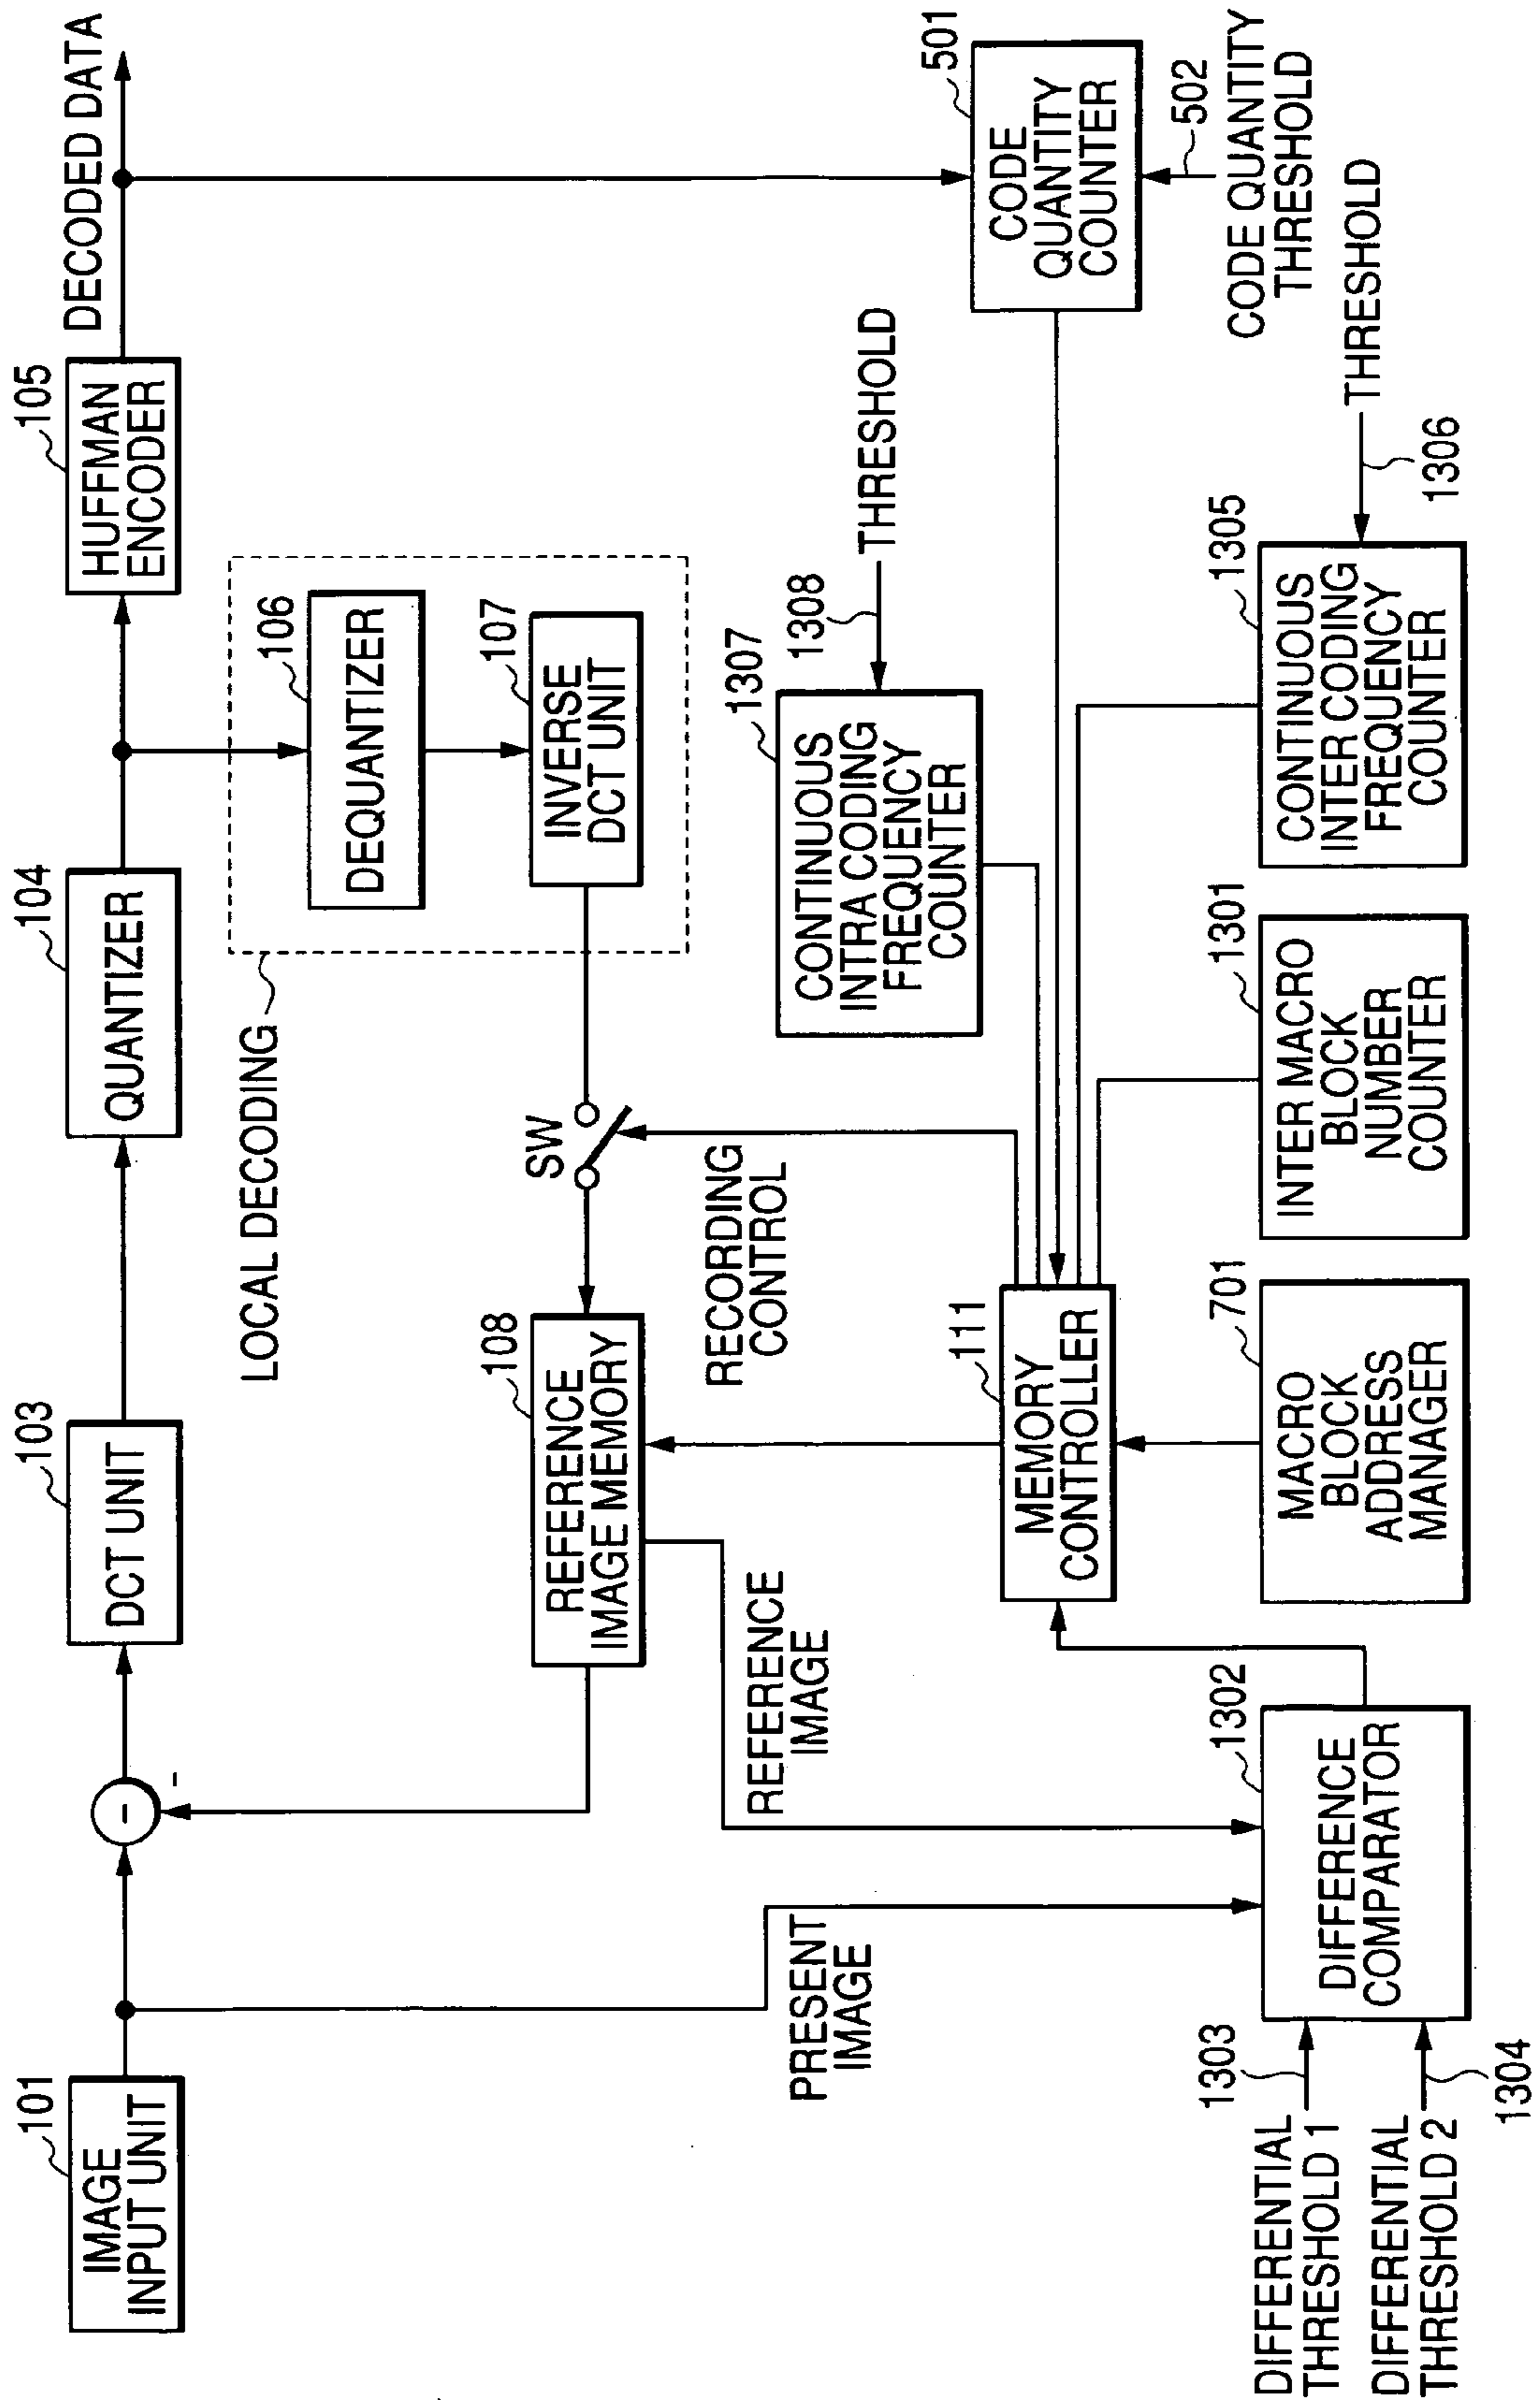 101
IMAGE
INPUT UNIT
-
-
103
DCT UNIT
104
QUANTIZER
105
HUFFMAN
ENCODER
DECODED DATA
LOCAL DECODING
106
DEQUANTIZER
107
INVERSE
DCT UNIT
SW
108
REFERENCE
IMAGE MEMORY
RECORDING
CONTROL
REFERENCE
IMAGE
PRESENT
IMAGE
1307
CONTINUOUS
INTRA CODING
FREQUENCY
COUNTER
1308
THRESHOLD
501
CODE
QUANTITY
COUNTER
502
CODE QUANTITY
THRESHOLD
111
MEMORY
CONTROLLER
DIFFERENTIAL
THRESHOLD 1
1303
DIFFERENTIAL
THRESHOLD 2
1304
1302
DIFFERENCE
COMPARATOR
701
MACRO
BLOCK
ADDRESS
MANAGER
1301
INTER MACRO
BLOCK
NUMBER
COUNTER
1305
CONTINUOUS
INTER CODING
FREQUENCY
COUNTER
1306
THRESHOLD